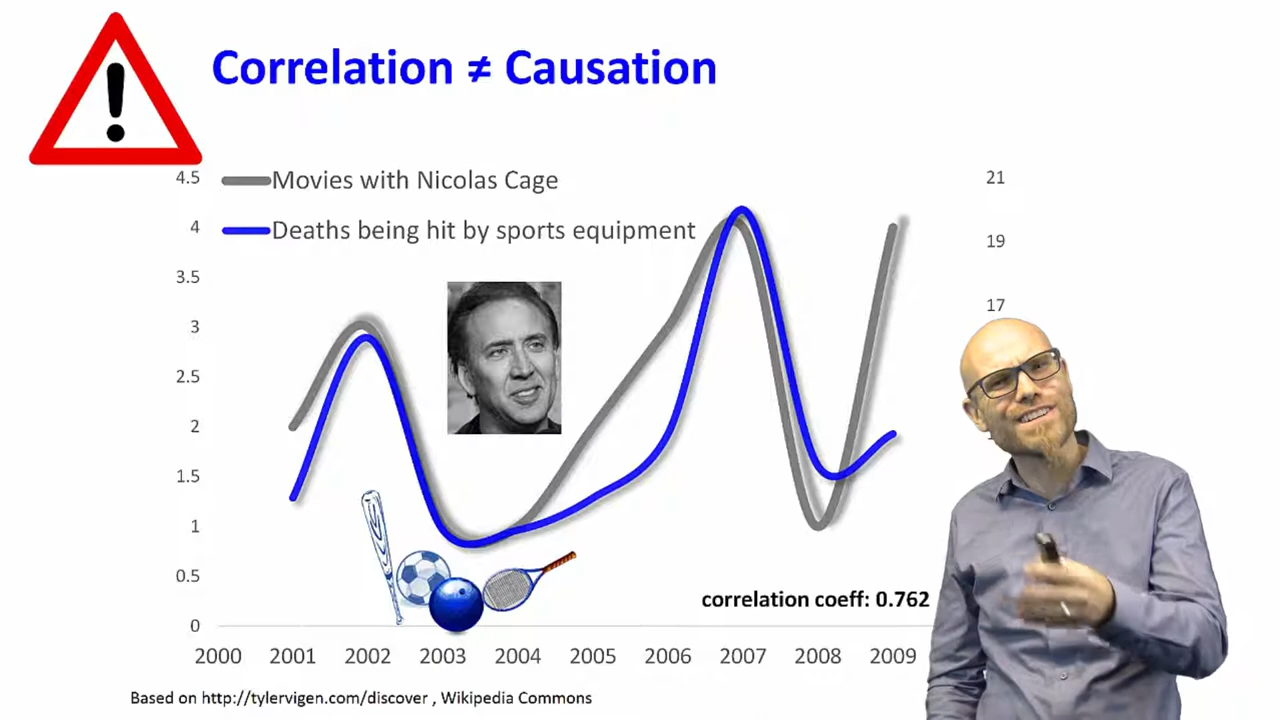 Correlation ≠ Causation
4.5
Movies with Nicolas Cage
21
4
Deaths being hit by sports equipment
19
3.5
17
3
2.5
2
1.5
1
0.5
correlation coeff: 0.762
0
2000 2001 2002 2003 2004 2005 2006 2007 2008 2009
Based on http://tylervigen.com/discover , Wikipedia Commons